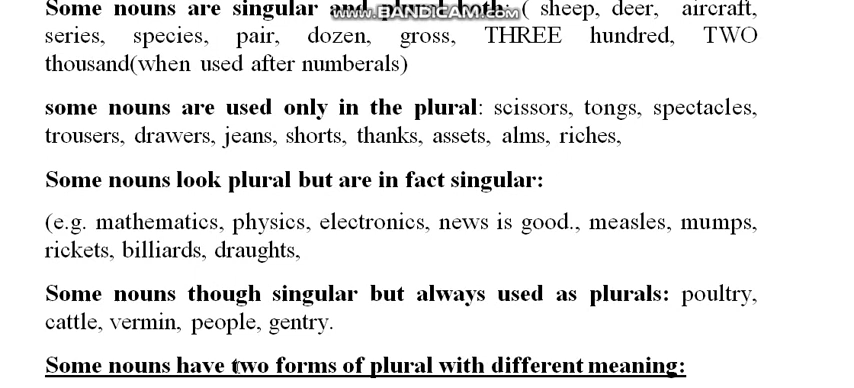 Some nouns are singular and plural both: ( sheep, deer, aircraft,
www.BANDICAM.com
series, species, pair, dozen, gross, THREE hundred, TWO
thousand(when used after numberals)
some nouns are used only in the plural: scissors, tongs, spectacles,
trousers, drawers, jeans, shorts, thanks, assets, alms, riches,
Some nouns look plural but are in fact singular:
(e.g. mathematics, physics, electronics, news is good., measles, mumps,
rickets, billiards, draughts,
Some nouns though singular but always used as plurals: poultry,
cattle, vermin, people, gentry.
Some nouns have two forms of plural with different meaning: